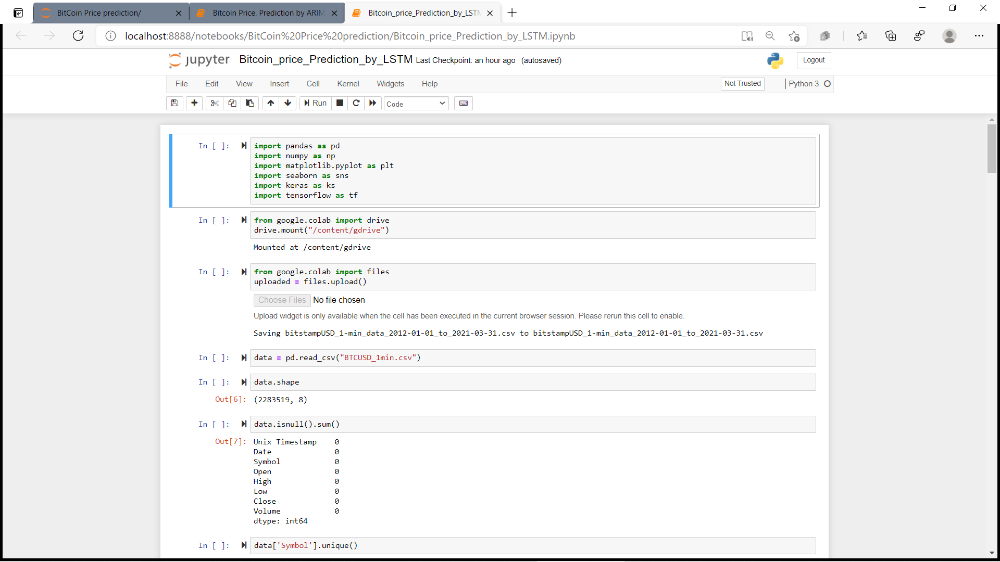 BitCoin Price prediction/
Bitcoin Price. Prediction by ARIM
Bitcoin_price_Prediction_by_LSTM
localhost:8888/notebooks/BitCoin%20Price%20prediction/Bitcoin_price_Prediction_by_LSTM.ipynb
jupyter Bitcoin_price_Prediction_by_LSTM Last Checkpoint: an hour ago (autosaved)
Logout
File Edit View Insert Cell Kernel Widgets Help
Not Trusted
Python 3
Run
Code
In [ ]: import pandas as pd
import numpy as np
import matplotlib.pyplot as plt
import seaborn as sns
import keras as ks
import tensorflow as tf
In [ ]: from google.colab import drive
drive.mount("/content/gdrive")
Mounted at /content/gdrive
In [ ]: from google.colab import files
uploaded = files.upload()
Choose Files No file chosen
Upload widget is only available when the cell has been executed in the current browser session. Please rerun this cell to enable.
Saving bitstampUSD_1-min_data_2012-01-01_to_2021-03-31.csv to bitstampUSD_1-min_data_2012-01-01_to_2021-03-31.csv
In [ ]: data = pd.read_csv("BTCUSD_1min.csv")
In [ ]: data.shape
Out[6]: (2283519, 8)
In [ ]: data.isnull().sum()
Out[7]: Unix Timestamp 0
Date 0
Symbol 0
Open 0
High 0
Low 0
Close 0
Volume 0
dtype: int64
In [ ]: data['Symbol'].unique()